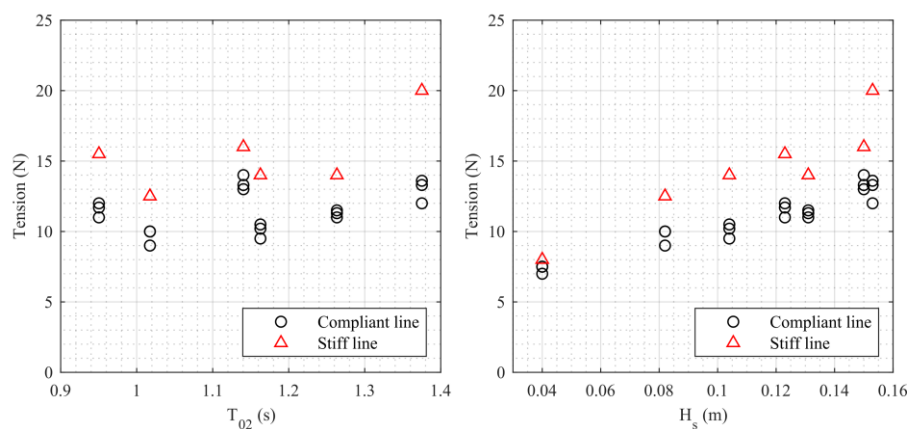 25
20
15
10
5
0
Tension (N)
0.9 1 1.1 1.2 1.3 1.4
T02 (s)
Compliant line
Stiff line
25
20
15
10
5
0
Tension (N)
0.04 0.06 0.08 0.1 0.12 0.14 0.16
Hs (m)
Compliant line
Stiff line